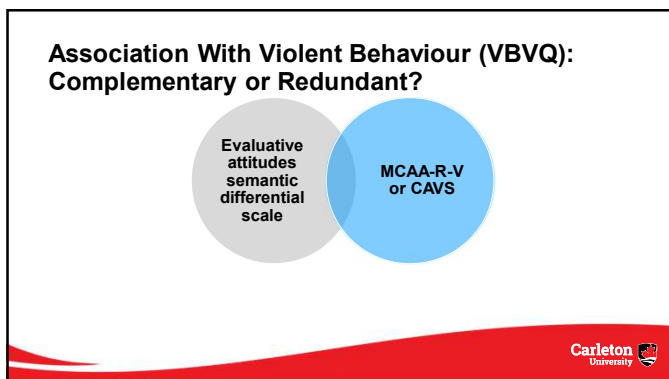 Association With Violent Behaviour (VBVQ):
Complementary or Redundant?
Evaluative
attitudes
semantic
differential
scale
MCAA-R-V
or CAVS
Carleton
University